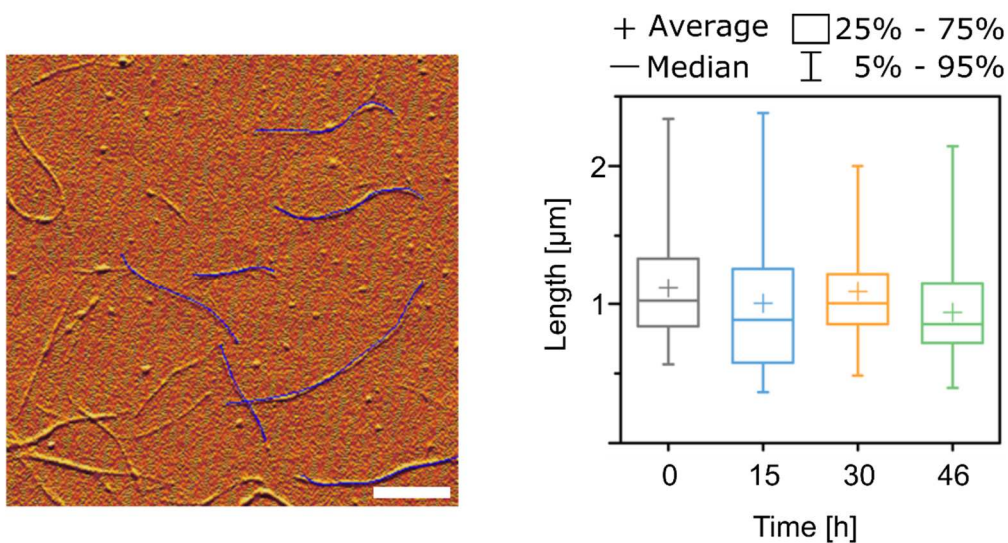 + Average 25% - 75%
— Median 5% - 95%
Length [µm]
2
1
0 15 30 46
Time [h]